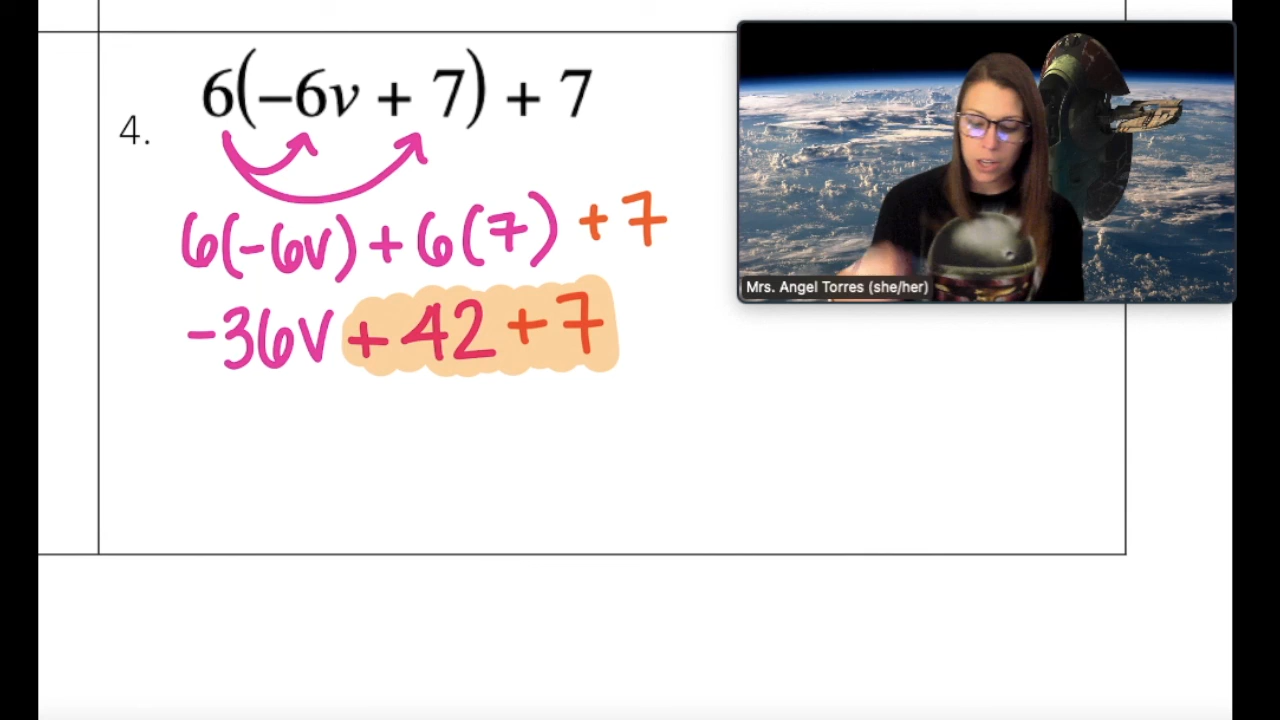 4.
6(−6v + 7) + 7
6(-6v) + 6(7) + 7
-36v + 42 + 7
Mrs. Angel Torres (she/her)